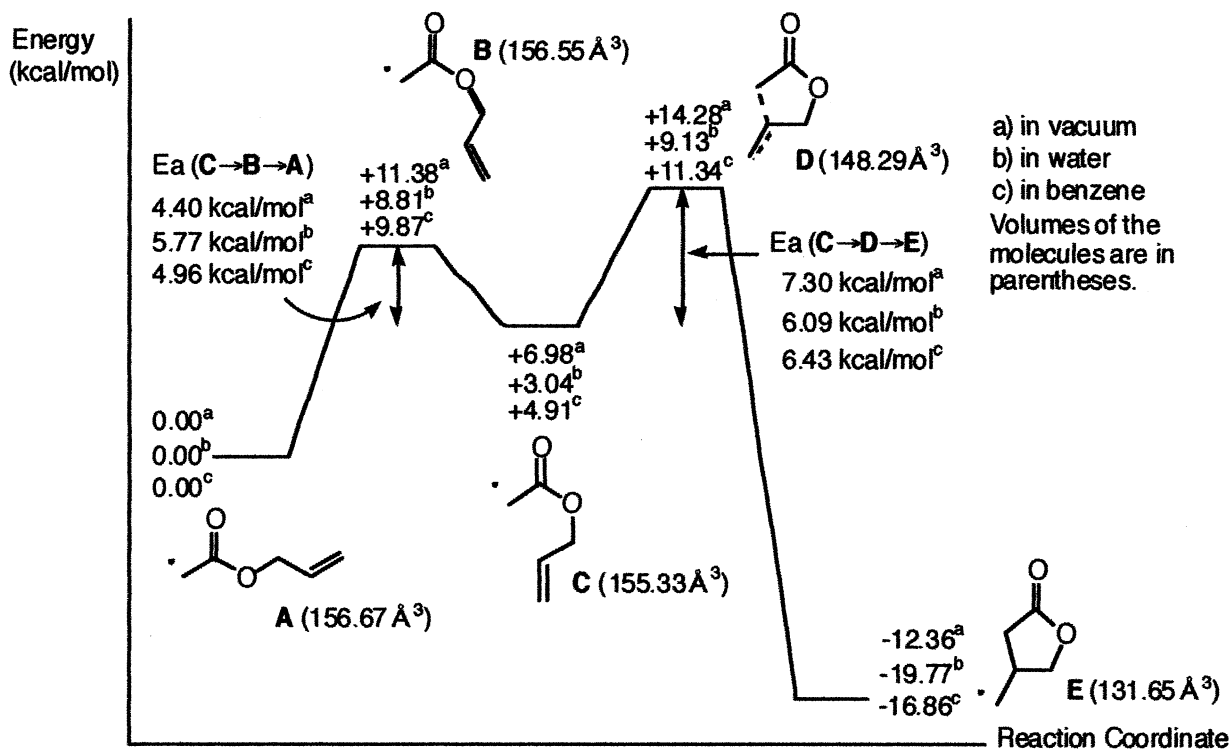 Energy
(kcal/mol)
O
O
B (156.55 Å³)
O
O
+14.28ᵃ
+9.13ᵇ
+11.34ᶜ
D (148.29Å³)
a) in vacuum
b) in water
c) in benzene
Volumes of the
molecules are in
parentheses.
Ea (C→B→A)
4.40 kcal/molᵃ
5.77 kcal/molᵇ
4.96 kcal/molᶜ
+11.38ᵃ
+8.81ᵇ
+9.87ᶜ
Ea (C→D→E)
7.30 kcal/molᵃ
6.09 kcal/molᵇ
6.43 kcal/molᶜ
+6.98ᵃ
+3.04ᵇ
+4.91ᶜ
0.00ᵃ
0.00ᵇ
0.00ᶜ
O
O
A (156.67 Å³)
O
O
C (155.33Å³)
-12.36ᵃ
-19.77ᵇ
-16.86ᶜ
O
O
E (131.65 Å³)
Reaction Coordinate